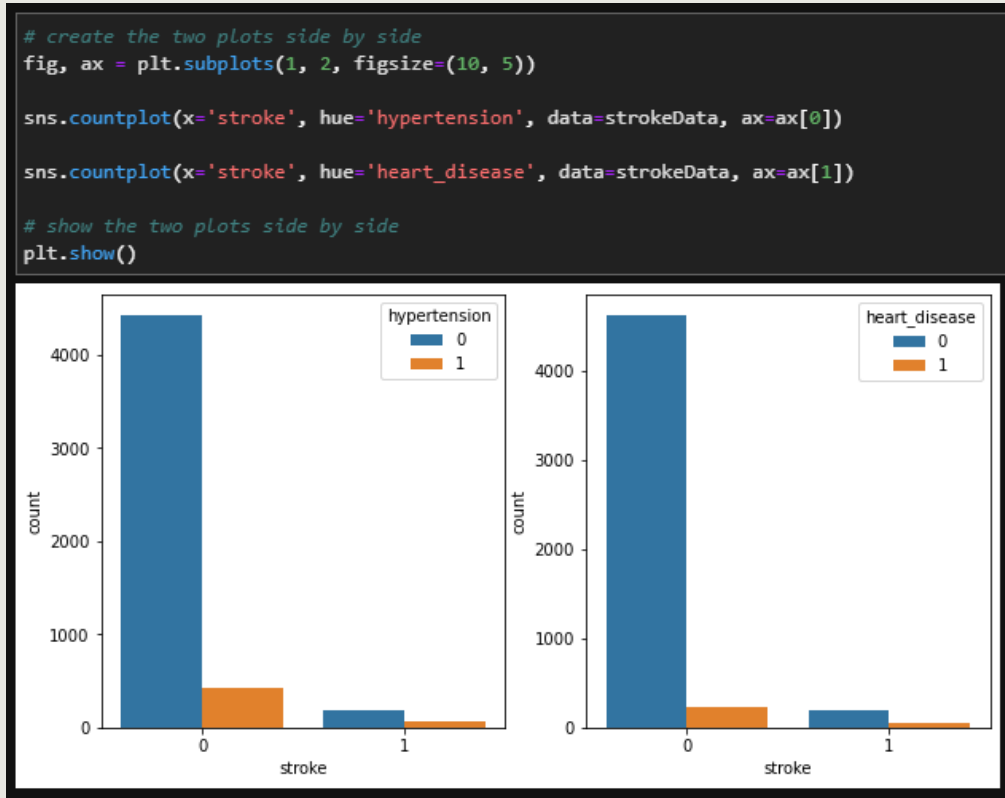 # create the two plots side by side
fig, ax = plt.subplots(1, 2, figsize=(10, 5))
sns.countplot(x='stroke', hue='hypertension', data=strokeData, ax=ax[0])
sns.countplot(x='stroke', hue='heart_disease', data=strokeData, ax=ax[1])
# show the two plots side by side
plt.show()
hypertension
0
1
4000
3000
2000
1000
0
count
0
1
stroke
heart_disease
0
1
4000
3000
2000
1000
0
count
0
1
stroke